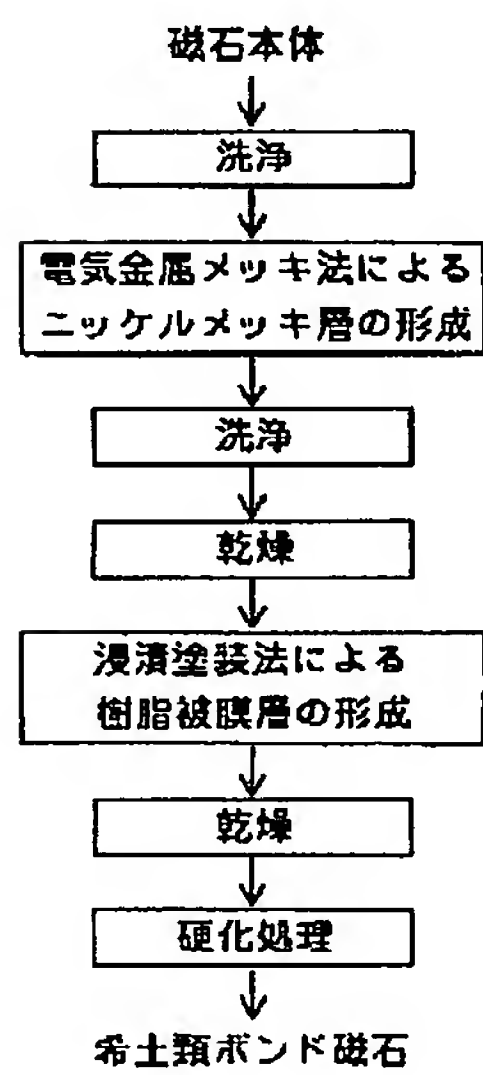 磁石本体
洗浄
電気金属メッキ法による
ニッケルメッキ層の形成
洗浄
乾燥
浸漬塗装法による
樹脂被膜層の形成
乾燥
硬化処理
希土類ボンド磁石